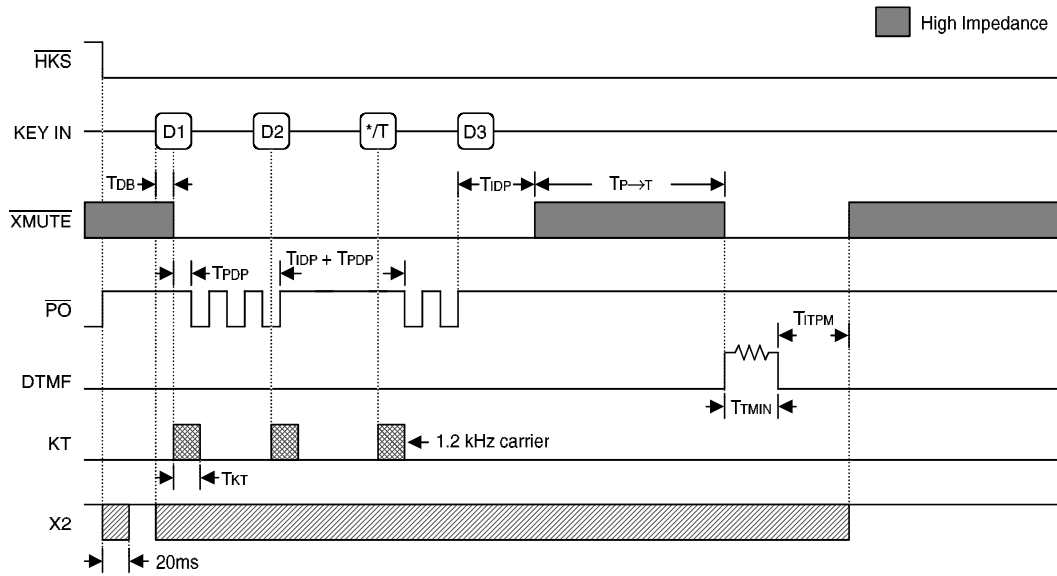 High Impedance
HKS
KEY IN
D1
D2
*/T
D3
TDB
TIDP
TP→T
XMUTE
TPDP
TIDP + TPDP
PO
TITPM
DTMF
TTMIN
KT
1.2 kHz carrier
TKT
X2
20ms